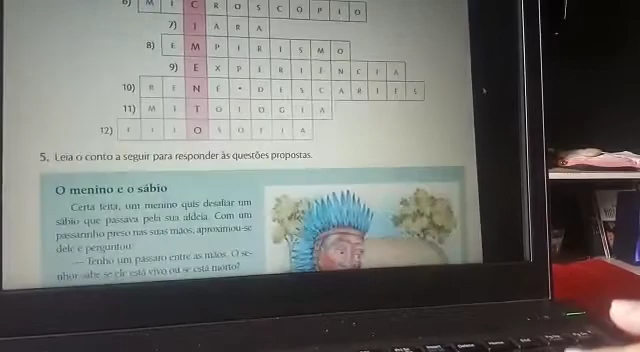 6) M I C R O S C O P I O
7) I A R A
8) E M P I R I S M O
9) E X P E R I E N C I A
10) R E N E - D E S C A R T E S
11) M I T O L O G I A
12) F I L O S O F I A
5. Leia o conto a seguir para responder às questões propostas.
O menino e o sábio
Certa feita, um menino quis desafiar um
sábio que passava pela sua aldeia. Com um
passarinho preso nas suas mãos, aproximou-se
dele e perguntou:
— Tenho um pássaro entre as mãos. O se-
nhor sabe se ele está vivo ou se está morto?